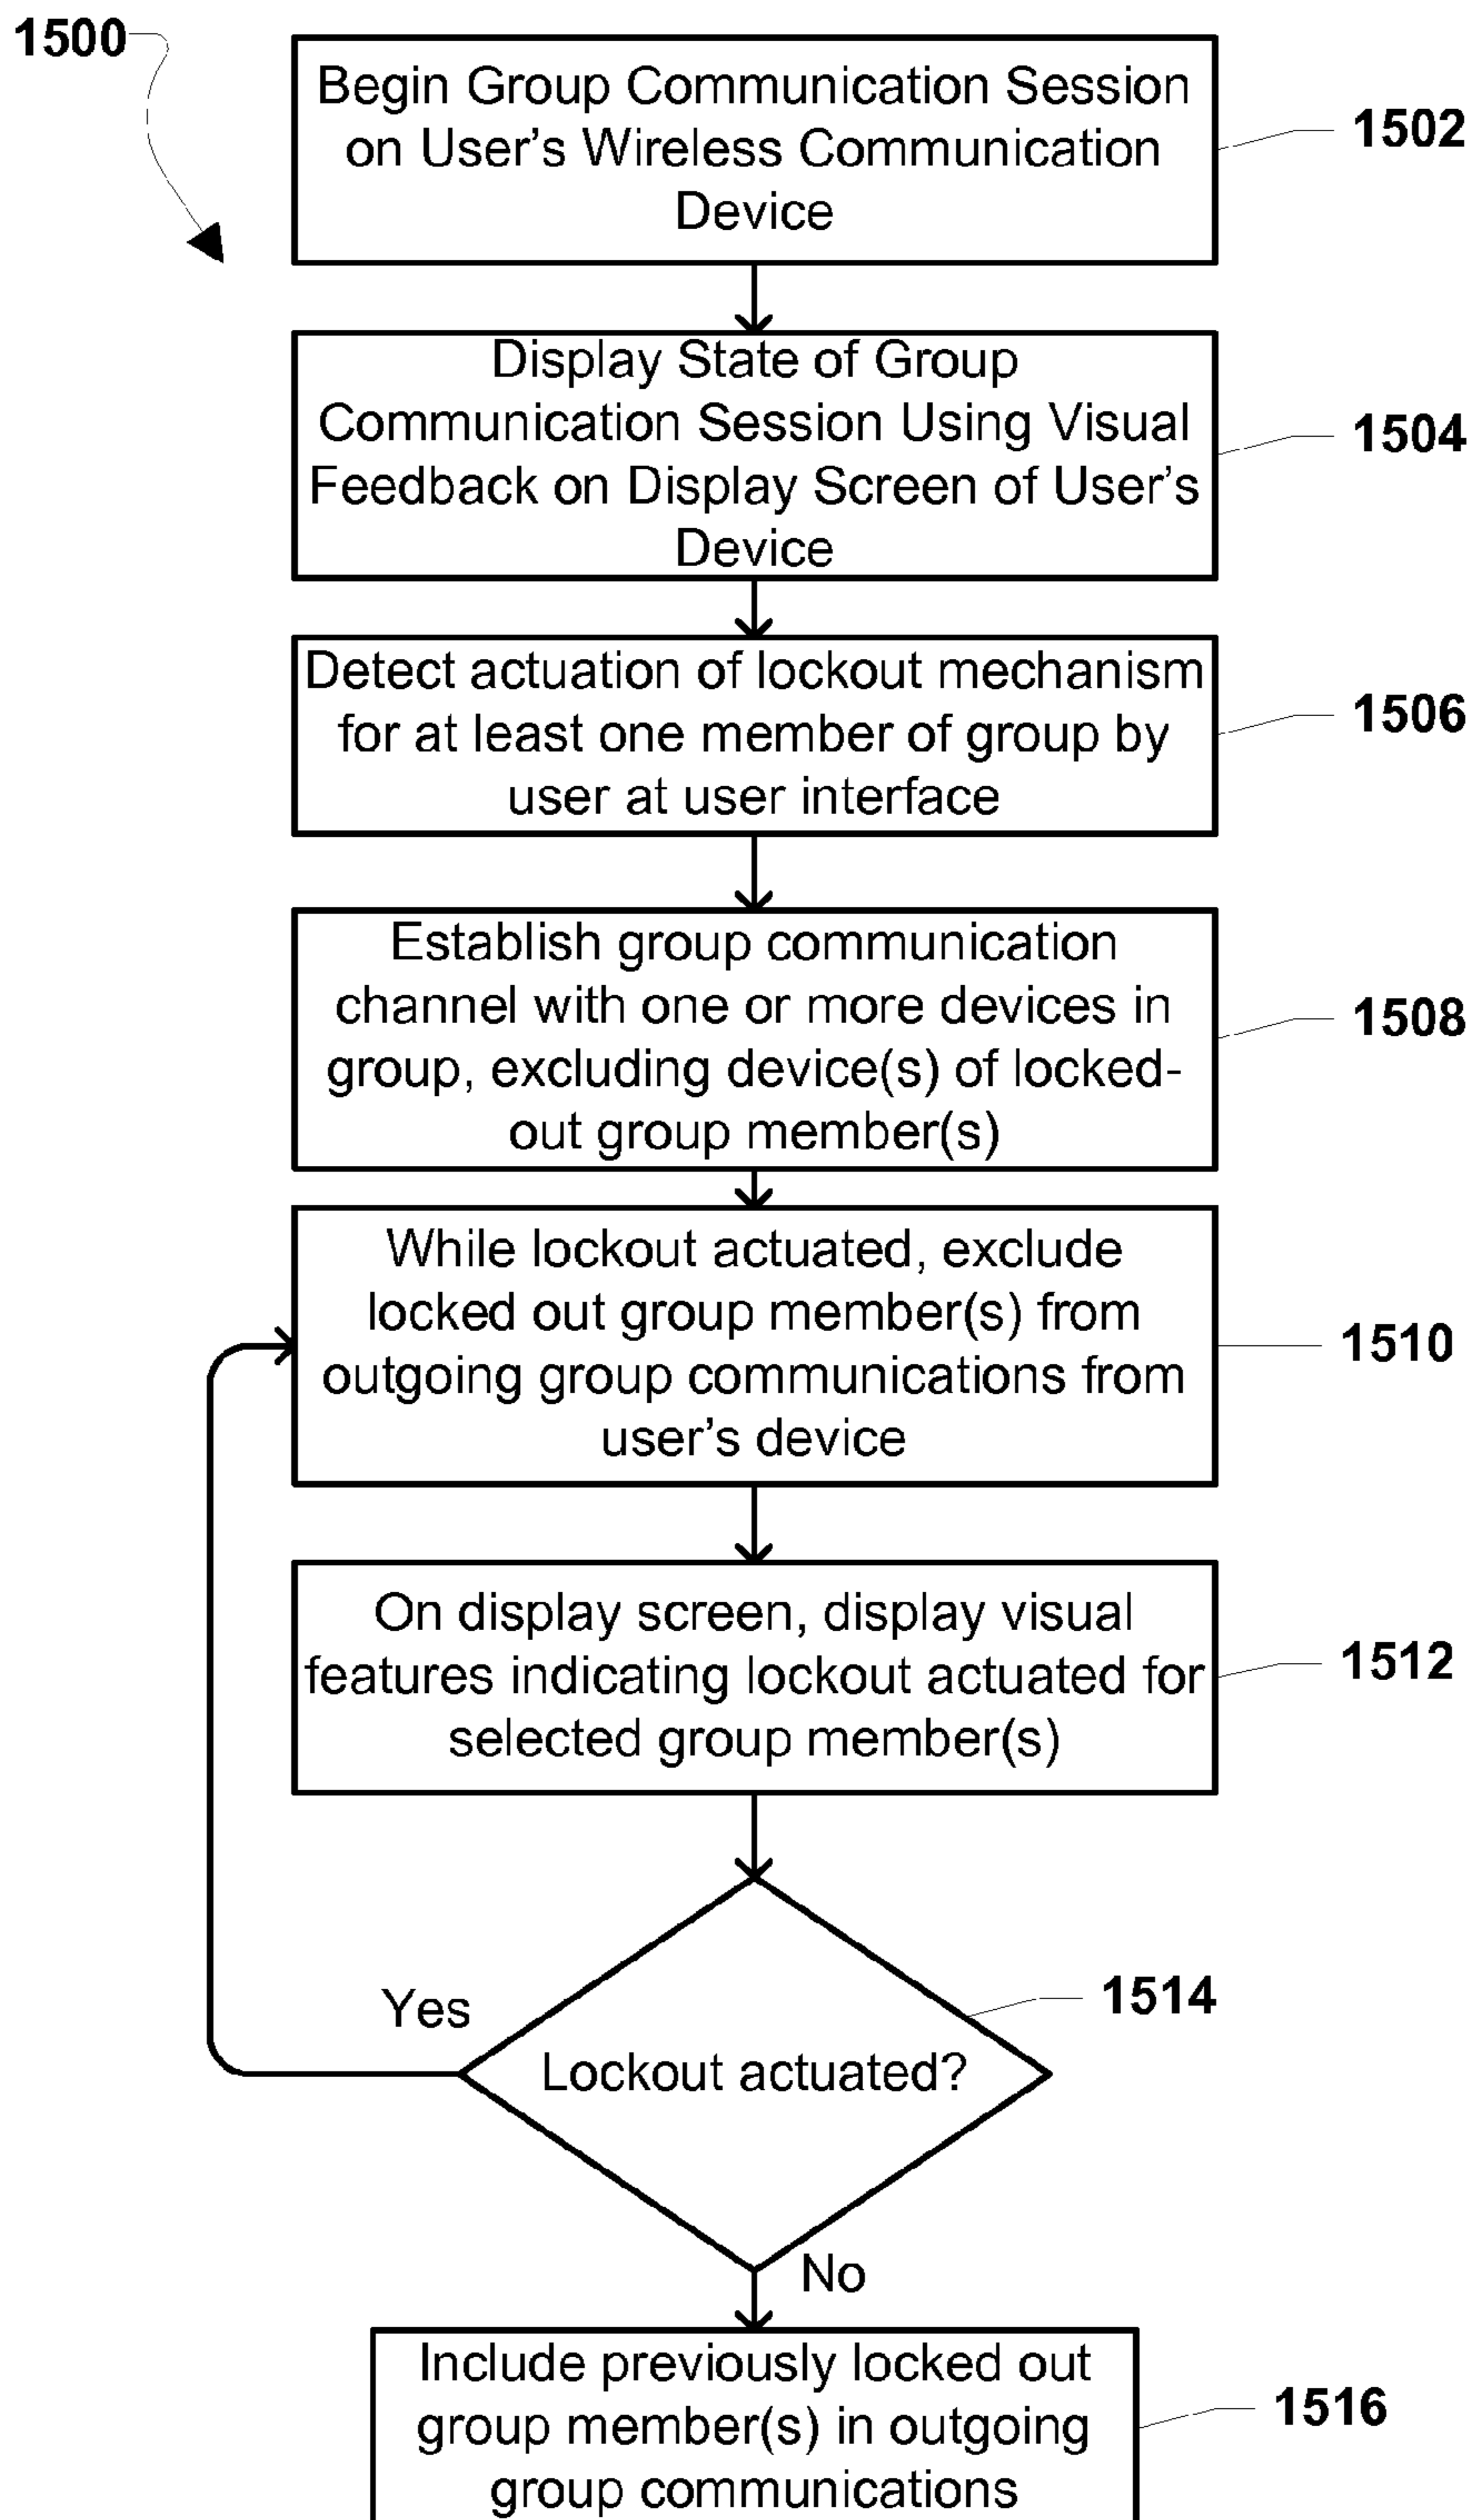 1500
Begin Group Communication Session
on User's Wireless Communication
Device
1502
Display State of Group
Communication Session Using Visual
Feedback on Display Screen of User's
Device
1504
Detect actuation of lockout mechanism
for at least one member of group by
user at user interface
1506
Establish group communication
channel with one or more devices in
group, excluding device(s) of locked-
out group member(s)
1508
While lockout actuated, exclude
locked out group member(s) from
outgoing group communications from
user's device
1510
On display screen, display visual
features indicating lockout actuated for
selected group member(s)
1512
Yes
1514
Lockout actuated?
No
Include previously locked out
group member(s) in outgoing
group communications
1516